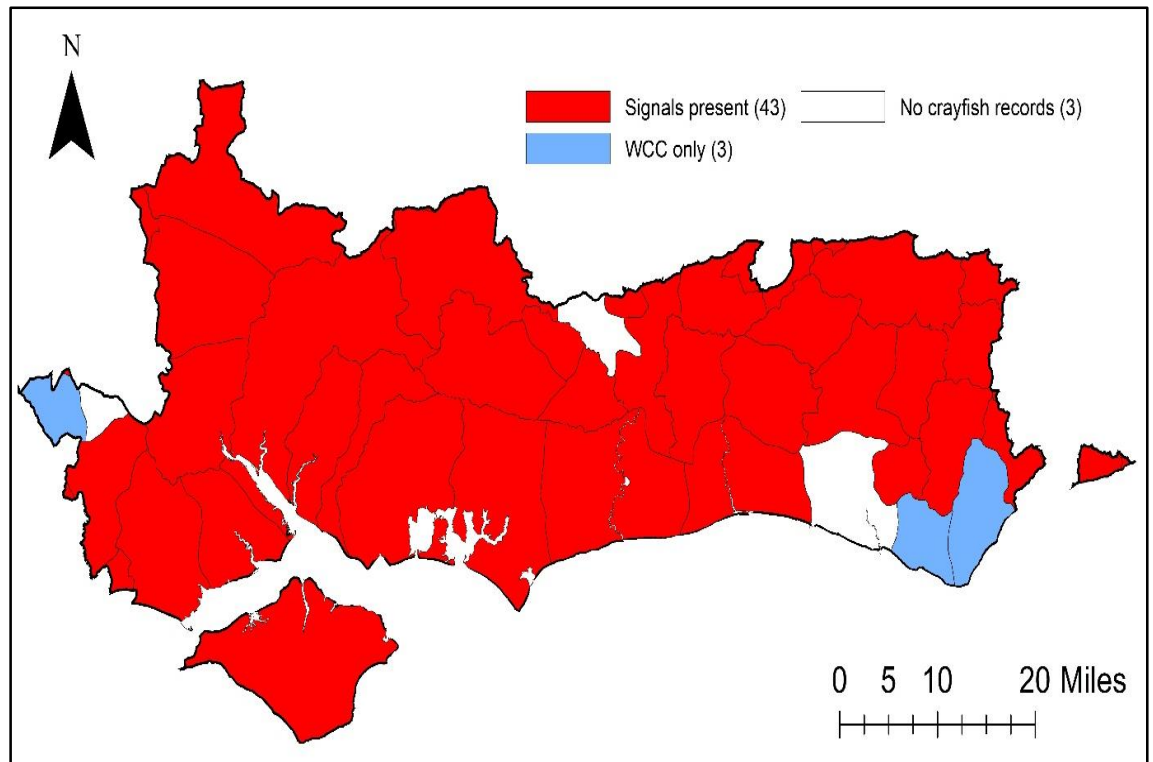 N
Signals present (43)
No crayfish records (3)
WCC only (3)
0 5 10 20 Miles